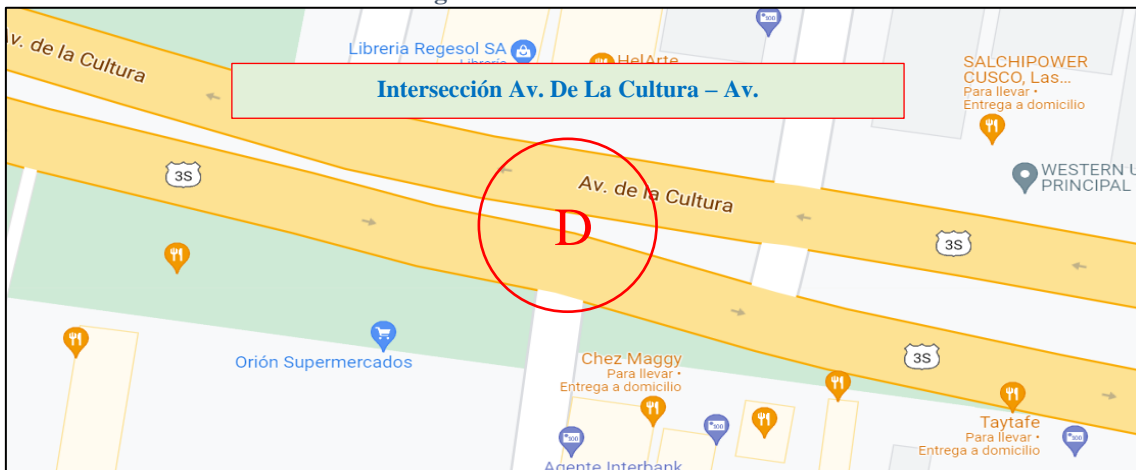 Av. de la Cultura
Libreria Regesol SA
Librería
HelArte
SALCHIPOWER
CUSCO, Las...
Para llevar •
Entrega a domicilio
Intersección Av. De La Cultura – Av.
3S
WESTERN U
PRINCIPAL
Av. de la Cultura
D
3S
Orión Supermercados
Chez Maggy
Para llevar •
Entrega a domicilio
3S
Taytafe
Para llevar •
Entrega a domicilio
Agente Interbank